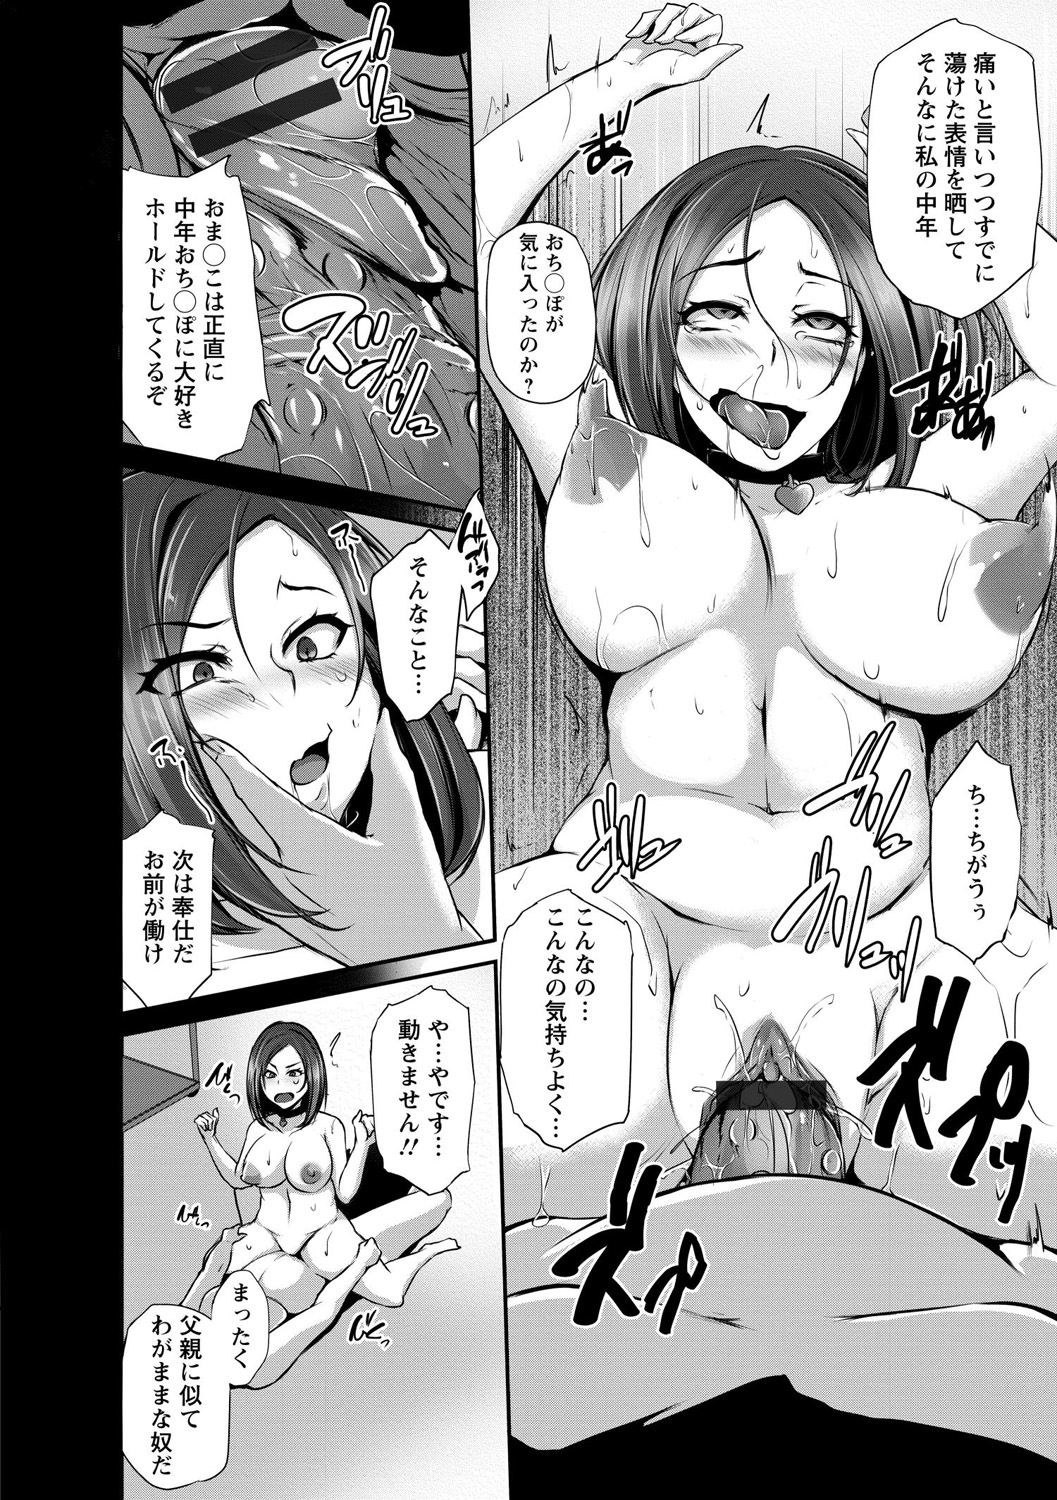 痛いと言いつつすでに
蕩けた表情を晒して
そんなに私の中年
おち〇ぽが
気に入ったのか?
ち…ちがうぅ
こんなの…
こんなの気持ちよく…
おま〇こは正直に
中年おち〇ぽに大好き
ホールドしてくるぞ
そんなこと…
次は奉仕だ
お前が働け
や…やです…
動きません!!
まったく
父親に似て
わがままな奴だ